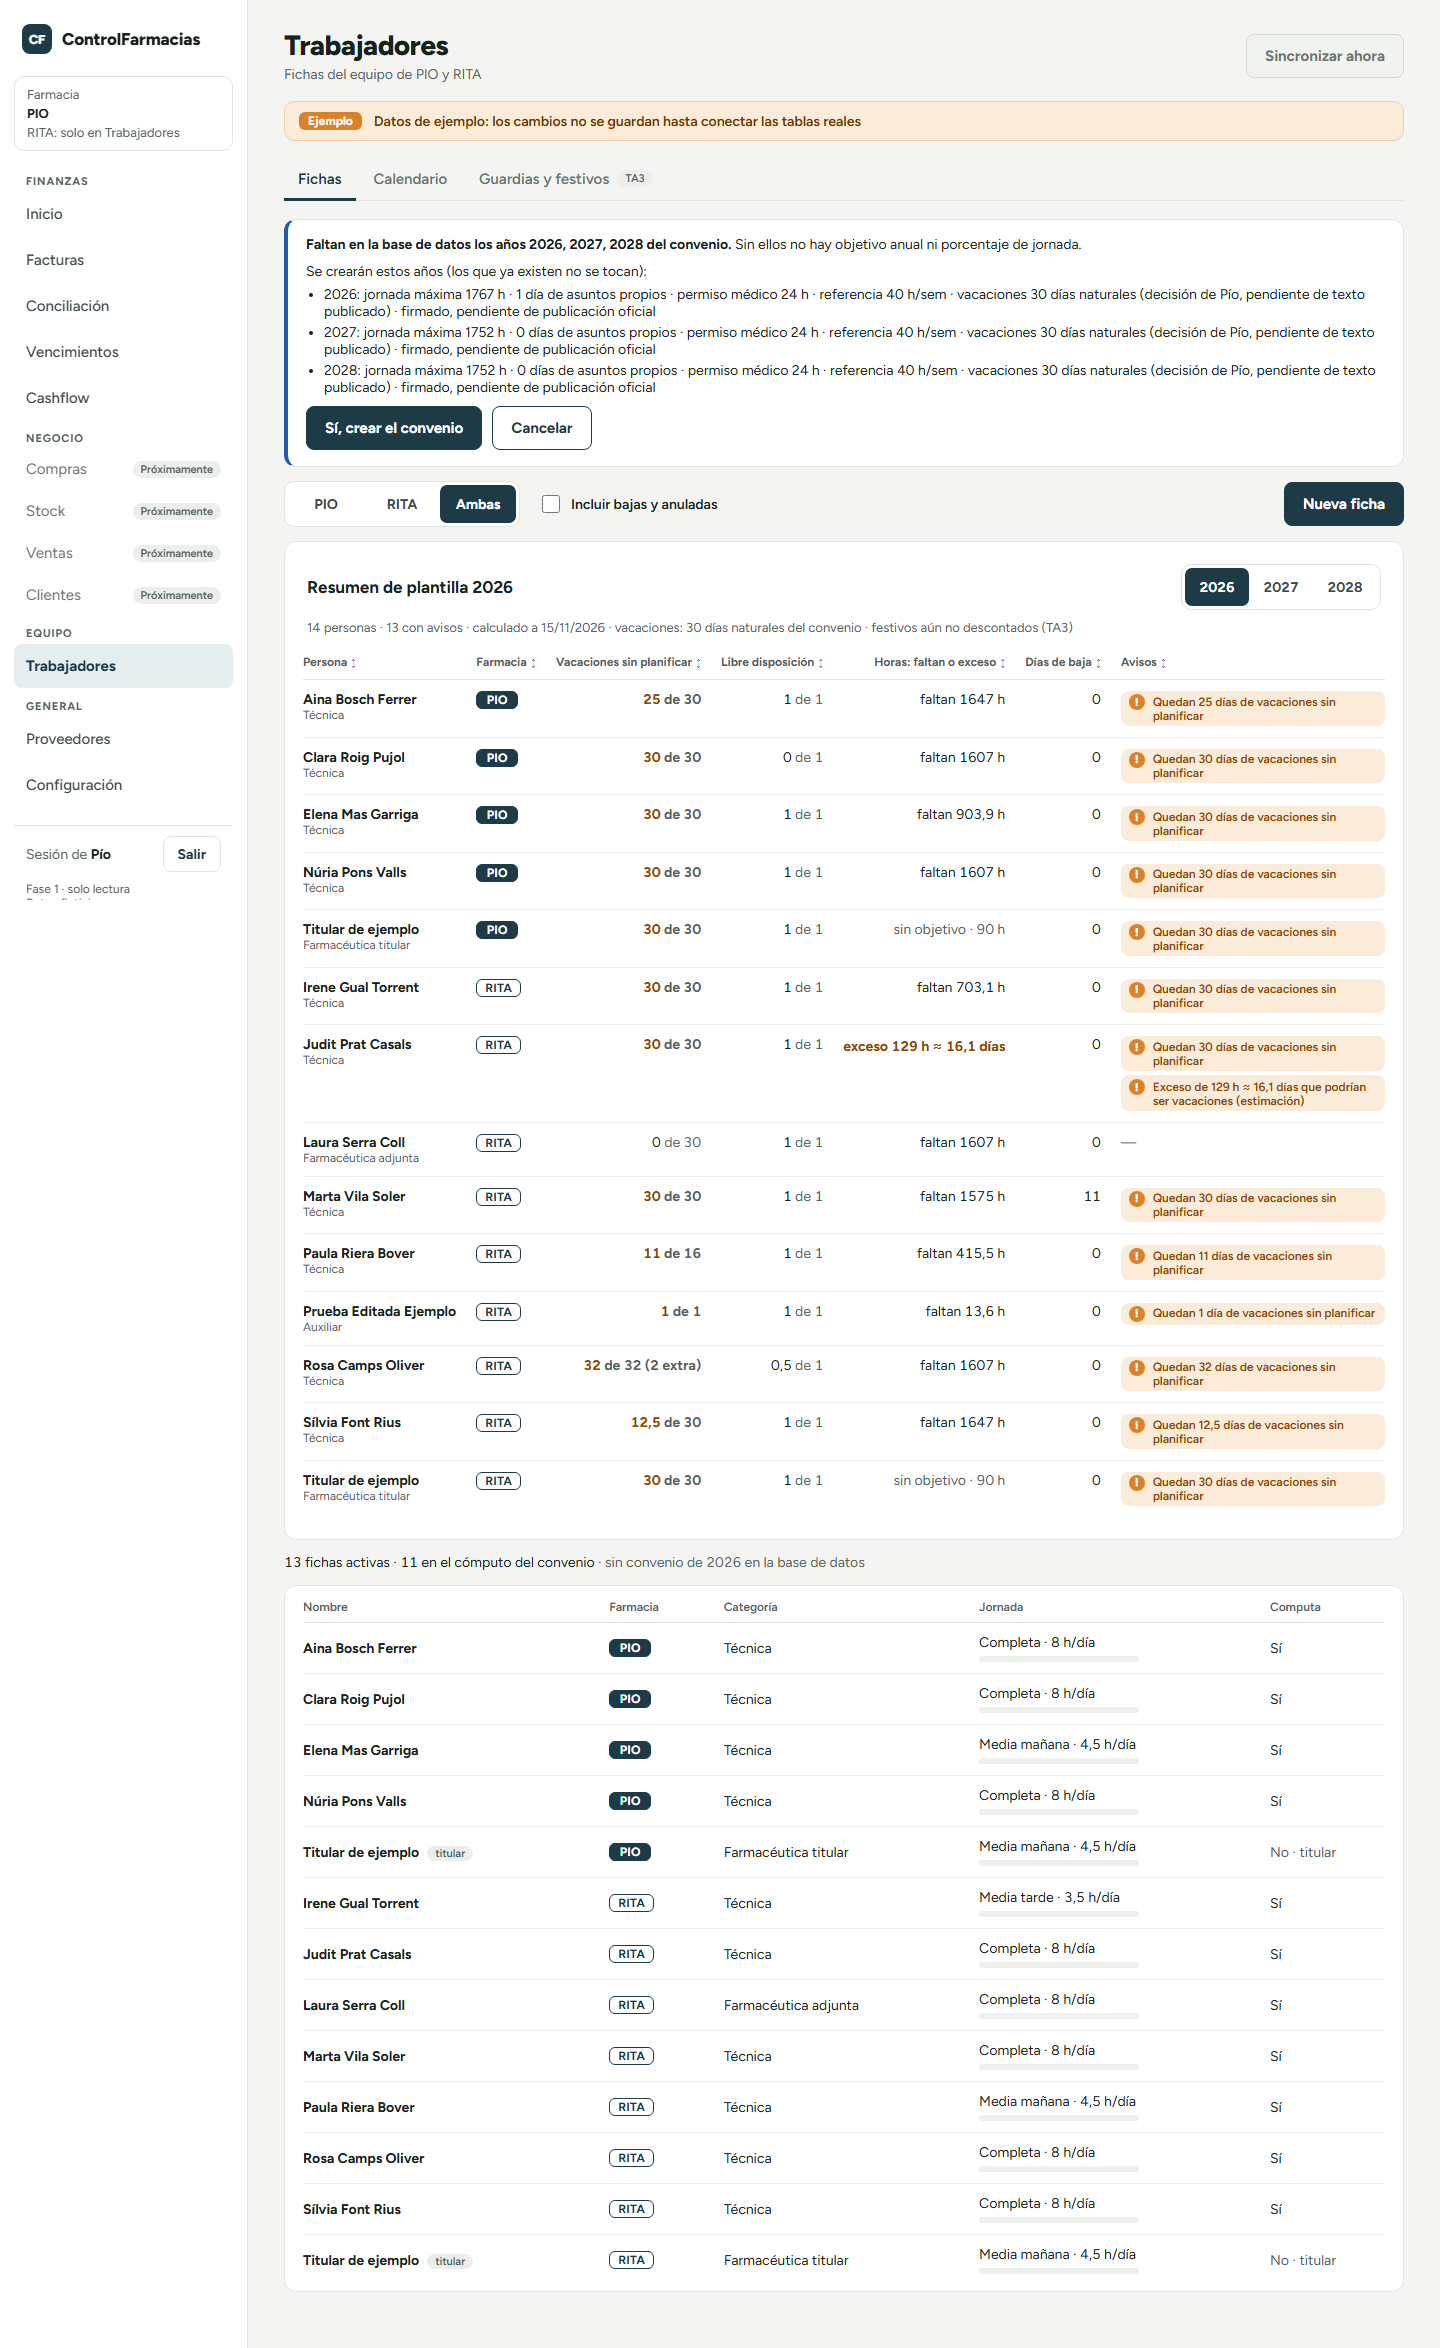 CF ControlFarmacias
Farmacia
PIO
RITA: solo en Trabajadores
FINANZAS
Inicio
Facturas
Conciliación
Vencimientos
Cashflow
NEGOCIO
Compras Próximamente
Stock Próximamente
Ventas Próximamente
Clientes Próximamente
EQUIPO
Trabajadores
GENERAL
Proveedores
Configuración
Sesión de Pío Salir
Fase 1 · solo lectura
Trabajadores
Fichas del equipo de PIO y RITA
Sincronizar ahora
Ejemplo Datos de ejemplo: los cambios no se guardan hasta conectar las tablas reales
Fichas Calendario Guardias y festivos TA3
Faltan en la base de datos los años 2026, 2027, 2028 del convenio. Sin ellos no hay objetivo anual ni porcentaje de jornada.
Se crearán estos años (los que ya existen no se tocan):
• 2026: jornada máxima 1767 h · 1 día de asuntos propios · permiso médico 24 h · referencia 40 h/sem · vacaciones 30 días naturales (decisión de Pío, pendiente de texto
publicado) · firmado, pendiente de publicación oficial
• 2027: jornada máxima 1752 h · 0 días de asuntos propios · permiso médico 24 h · referencia 40 h/sem · vacaciones 30 días naturales (decisión de Pío, pendiente de texto
publicado) · firmado, pendiente de publicación oficial
• 2028: jornada máxima 1752 h · 0 días de asuntos propios · permiso médico 24 h · referencia 40 h/sem · vacaciones 30 días naturales (decisión de Pío, pendiente de texto
publicado) · firmado, pendiente de publicación oficial
Sí, crear el convenio Cancelar
PIO RITA Ambas Incluir bajas y anuladas Nueva ficha
Resumen de plantilla 2026 2026 2027 2028
14 personas · 13 con avisos · calculado a 15/11/2026 · vacaciones: 30 días naturales del convenio · festivos aún no descontados (TA3)
Persona ↕ Farmacia ↕ Vacaciones sin planificar ↕ Libre disposición ↕ Horas: faltan o exceso ↕ Días de baja ↕ Avisos ↕
Aina Bosch Ferrer PIO 25 de 30 1 de 1 faltan 1647 h 0 ! Quedan 25 días de vacaciones sin
Técnica planificar
Clara Roig Pujol PIO 30 de 30 0 de 1 faltan 1607 h 0 ! Quedan 30 días de vacaciones sin
Técnica planificar
Elena Mas Garriga PIO 30 de 30 1 de 1 faltan 903,9 h 0 ! Quedan 30 días de vacaciones sin
Técnica planificar
Núria Pons Valls PIO 30 de 30 1 de 1 faltan 1607 h 0 ! Quedan 30 días de vacaciones sin
Técnica planificar
Titular de ejemplo PIO 30 de 30 1 de 1 sin objetivo · 90 h 0 ! Quedan 30 días de vacaciones sin
Farmacéutica titular planificar
Irene Gual Torrent RITA 30 de 30 1 de 1 faltan 703,1 h 0 ! Quedan 30 días de vacaciones sin
Técnica planificar
Judit Prat Casals RITA 30 de 30 1 de 1 exceso 129 h ≈ 16,1 días 0 ! Quedan 30 días de vacaciones sin
Técnica planificar
! Exceso de 129 h ≈ 16,1 días que podrían
ser vacaciones (estimación)
Laura Serra Coll RITA 0 de 30 1 de 1 faltan 1607 h 0 —
Farmacéutica adjunta
Marta Vila Soler RITA 30 de 30 1 de 1 faltan 1575 h 11 ! Quedan 30 días de vacaciones sin
Técnica planificar
Paula Riera Bover RITA 11 de 16 1 de 1 faltan 415,5 h 0 ! Quedan 11 días de vacaciones sin
Técnica planificar
Prueba Editada Ejemplo RITA 1 de 1 1 de 1 faltan 13,6 h 0 ! Quedan 1 día de vacaciones sin planificar
Auxiliar
Rosa Camps Oliver RITA 32 de 32 (2 extra) 0,5 de 1 faltan 1607 h 0 ! Quedan 32 días de vacaciones sin
Técnica planificar
Sílvia Font Rius RITA 12,5 de 30 1 de 1 faltan 1647 h 0 ! Quedan 12,5 días de vacaciones sin
Técnica planificar
Titular de ejemplo RITA 30 de 30 1 de 1 sin objetivo · 90 h 0 ! Quedan 30 días de vacaciones sin
Farmacéutica titular planificar
13 fichas activas · 11 en el cómputo del convenio · sin convenio de 2026 en la base de datos
Nombre Farmacia Categoría Jornada Computa
Aina Bosch Ferrer PIO Técnica Completa · 8 h/día Sí
Clara Roig Pujol PIO Técnica Completa · 8 h/día Sí
Elena Mas Garriga PIO Técnica Media mañana · 4,5 h/día Sí
Núria Pons Valls PIO Técnica Completa · 8 h/día Sí
Titular de ejemplo titular PIO Farmacéutica titular Media mañana · 4,5 h/día No · titular
Irene Gual Torrent RITA Técnica Media tarde · 3,5 h/día Sí
Judit Prat Casals RITA Técnica Completa · 8 h/día Sí
Laura Serra Coll RITA Farmacéutica adjunta Completa · 8 h/día Sí
Marta Vila Soler RITA Técnica Completa · 8 h/día Sí
Paula Riera Bover RITA Técnica Media mañana · 4,5 h/día Sí
Rosa Camps Oliver RITA Técnica Completa · 8 h/día Sí
Sílvia Font Rius RITA Técnica Completa · 8 h/día Sí
Titular de ejemplo titular RITA Farmacéutica titular Media mañana · 4,5 h/día No · titular